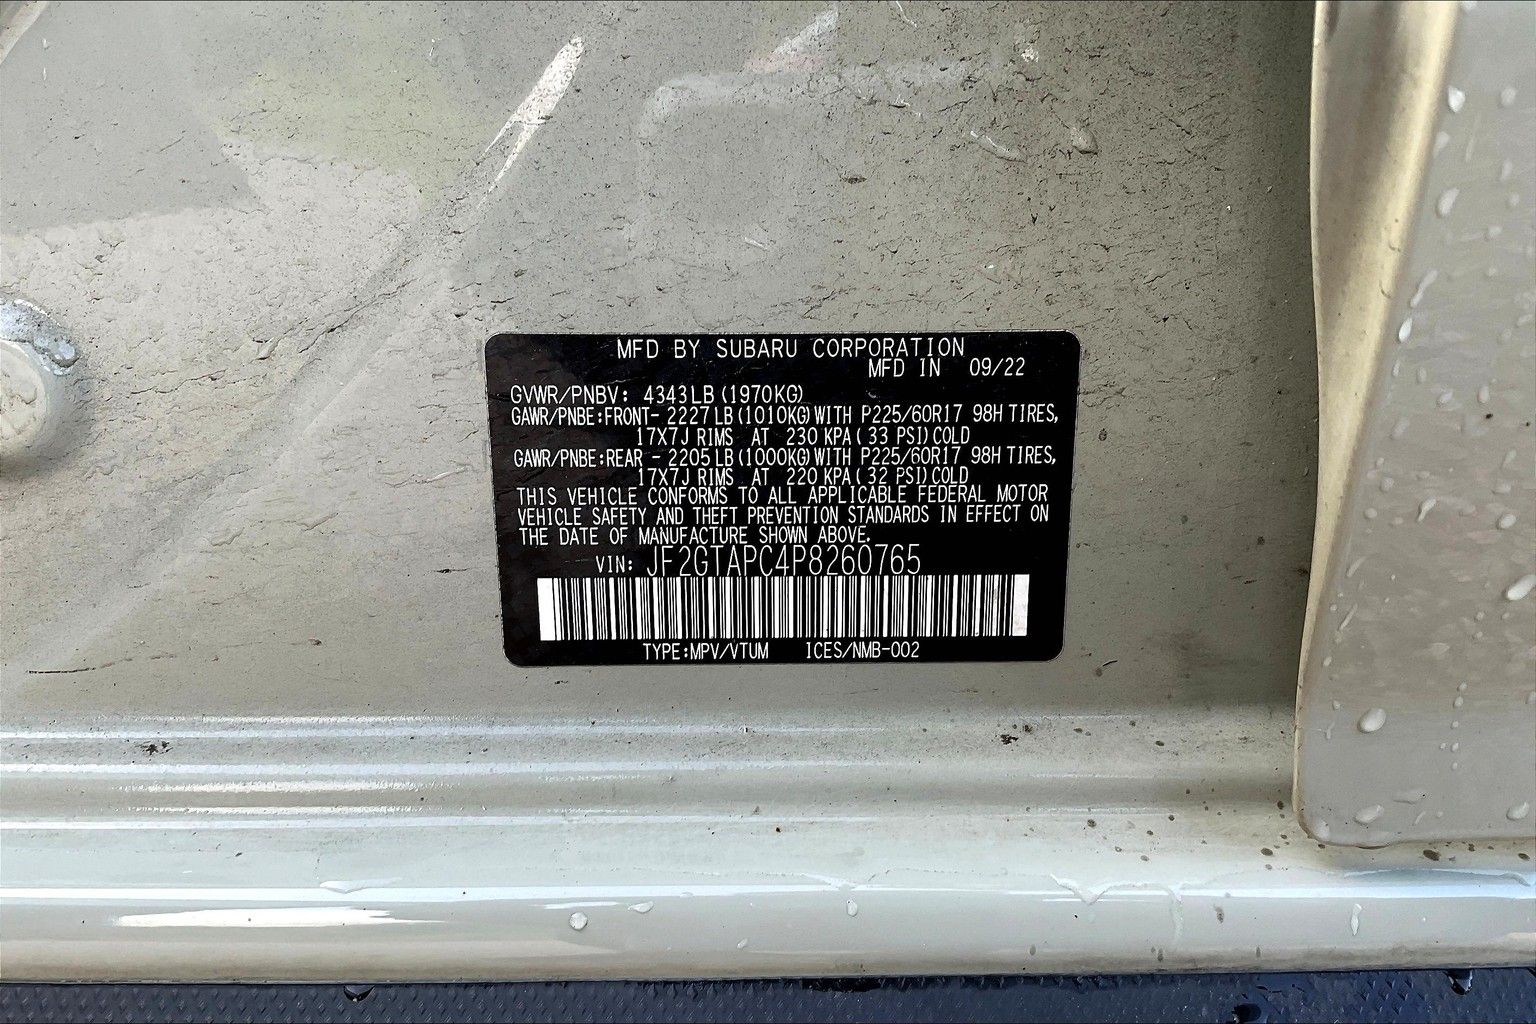 MFD BY SUBARU CORPORATION
MFD IN 09/22
GVWR/PNBV: 4343LB(1970KG)
GAWR/PNBE:FRONT- 2227LB(1010KG)WITH P225/60R17 98H TIRES,
17X7J RIMS AT 230 KPA( 33 PSI)COLD
GAWR/PNBE:REAR - 2205LB(1000KG)WITH P225/60R17 98H TIRES,
17X7J RIMS AT 220 KPA( 32 PSI)COLD
THIS VEHICLE CONFORMS TO ALL APPLICABLE FEDERAL MOTOR
VEHICLE SAFETY AND THEFT PREVENTION STANDARDS IN EFFECT ON
THE DATE OF MANUFACTURE SHOWN ABOVE.
VIN: JF2GTAPC4P8260765
TYPE:MPV/VTUM ICES/NMB-002